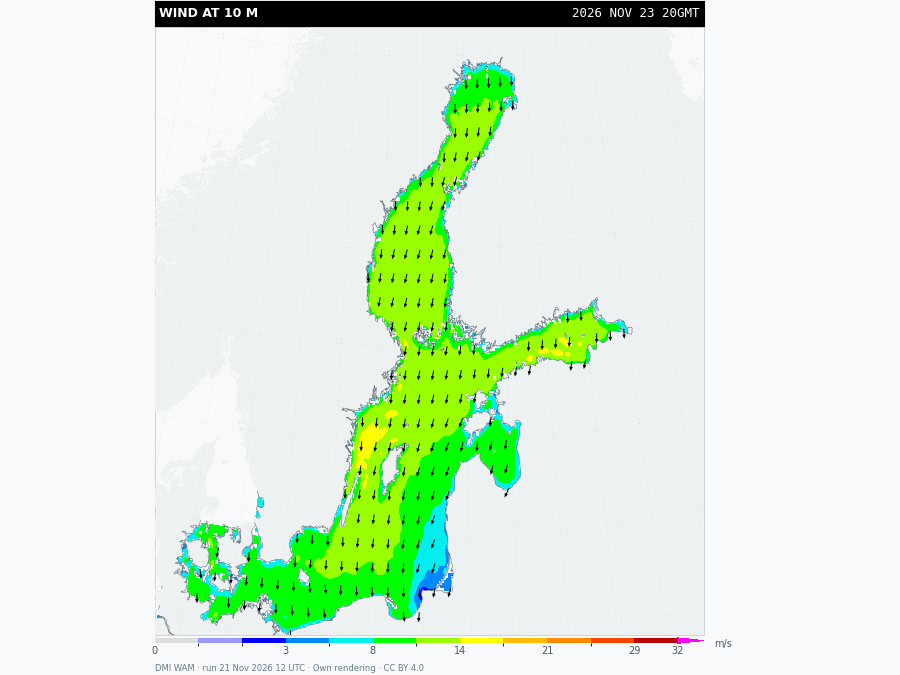 WIND AT 10 M 2026 NOV 23 20GMT
0 3 8 14 21 29 32 m/s
DMI WAM · run 21 Nov 2026 12 UTC · Own rendering · CC BY 4.0